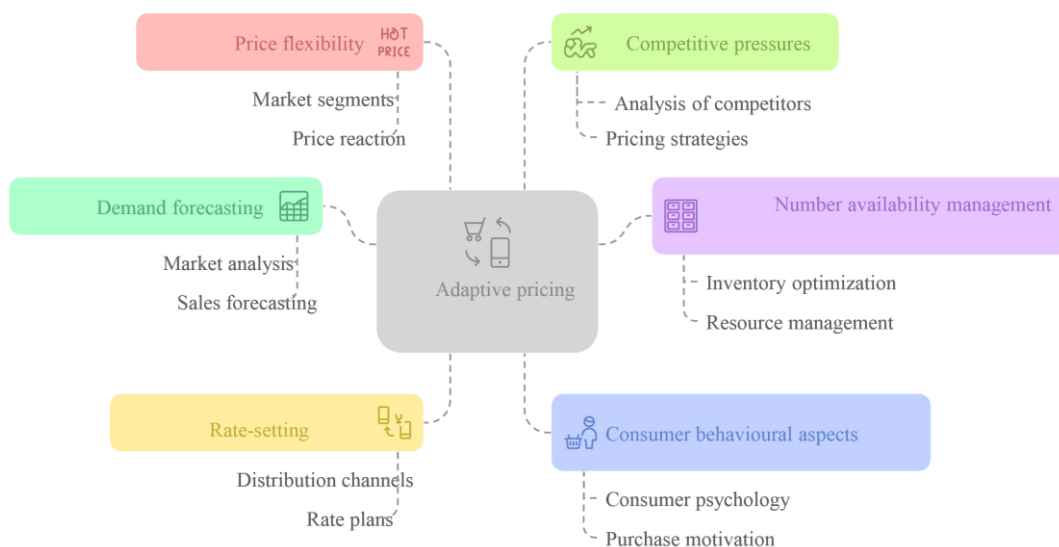 Price flexibility
HOT
PRICE
Market segments
Price reaction
Competitive pressures
Analysis of competitors
Pricing strategies
Demand forecasting
Market analysis
Sales forecasting
Adaptive pricing
Number availability management
Inventory optimization
Resource management
Rate-setting
Distribution channels
Rate plans
Consumer behavioural aspects
Consumer psychology
Purchase motivation